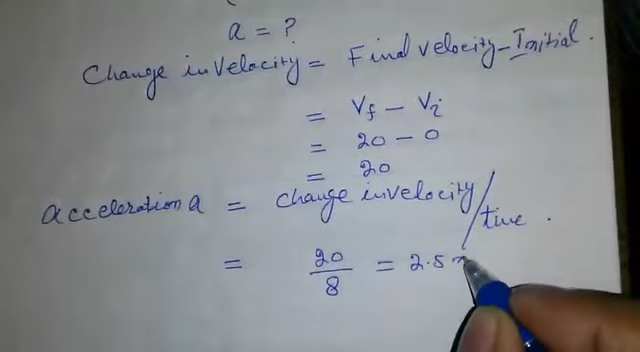 a = ?
Change in Velocity = Final Velocity - Initial.
= Vf - Vi
= 20 - 0
= 20
acceleration a = change in velocity / time.
= 20/8 = 2.5 m